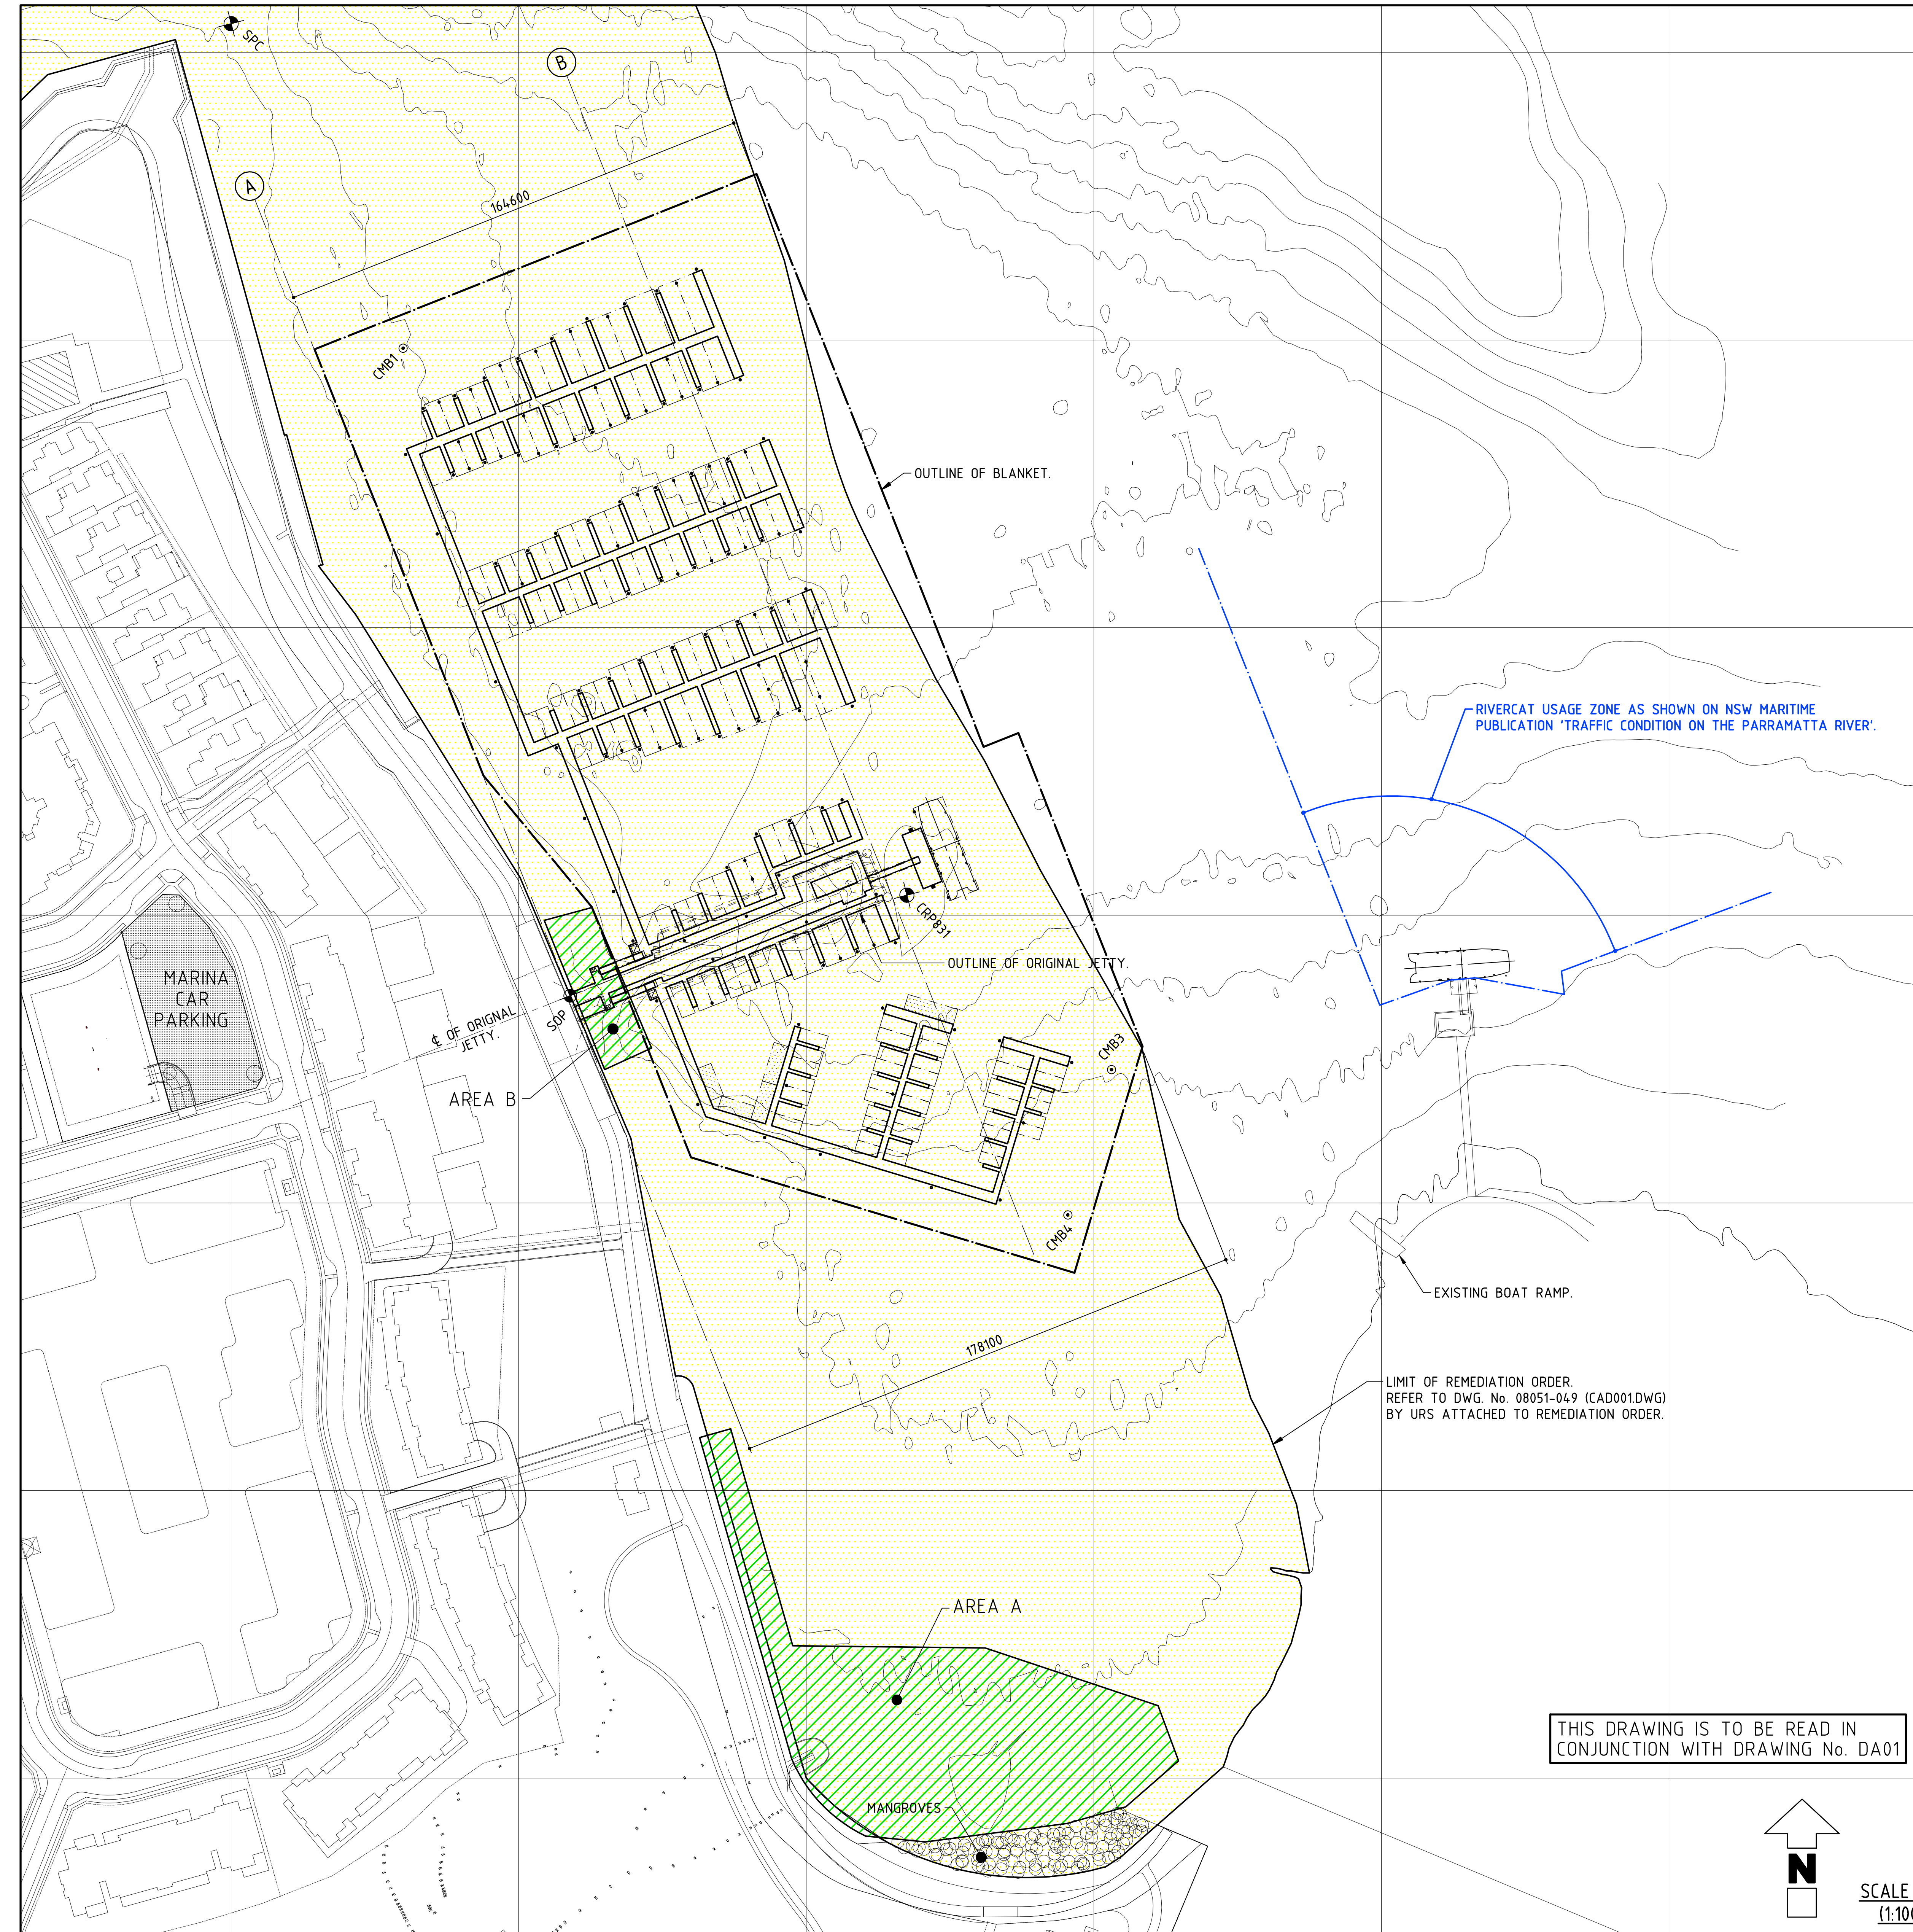 SPC
B
A
164600
CMB1
OUTLINE OF BLANKET.
RIVERCAT USAGE ZONE AS SHOWN ON NSW MARITIME
PUBLICATION 'TRAFFIC CONDITION ON THE PARRAMATTA RIVER'.
CRP831
OUTLINE OF ORIGINAL JETTY.
MARINA
CAR
PARKING
℄ OF ORIGNAL
JETTY.
SOP
CMB3
AREA B
CMB4
EXISTING BOAT RAMP.
178100
LIMIT OF REMEDIATION ORDER.
REFER TO DWG. No. 08051-049 (CAD001.DWG)
BY URS ATTACHED TO REMEDIATION ORDER.
AREA A
THIS DRAWING IS TO BE READ IN
CONJUNCTION WITH DRAWING No. DA01
MANGROVES
N
SCALE
(1:100